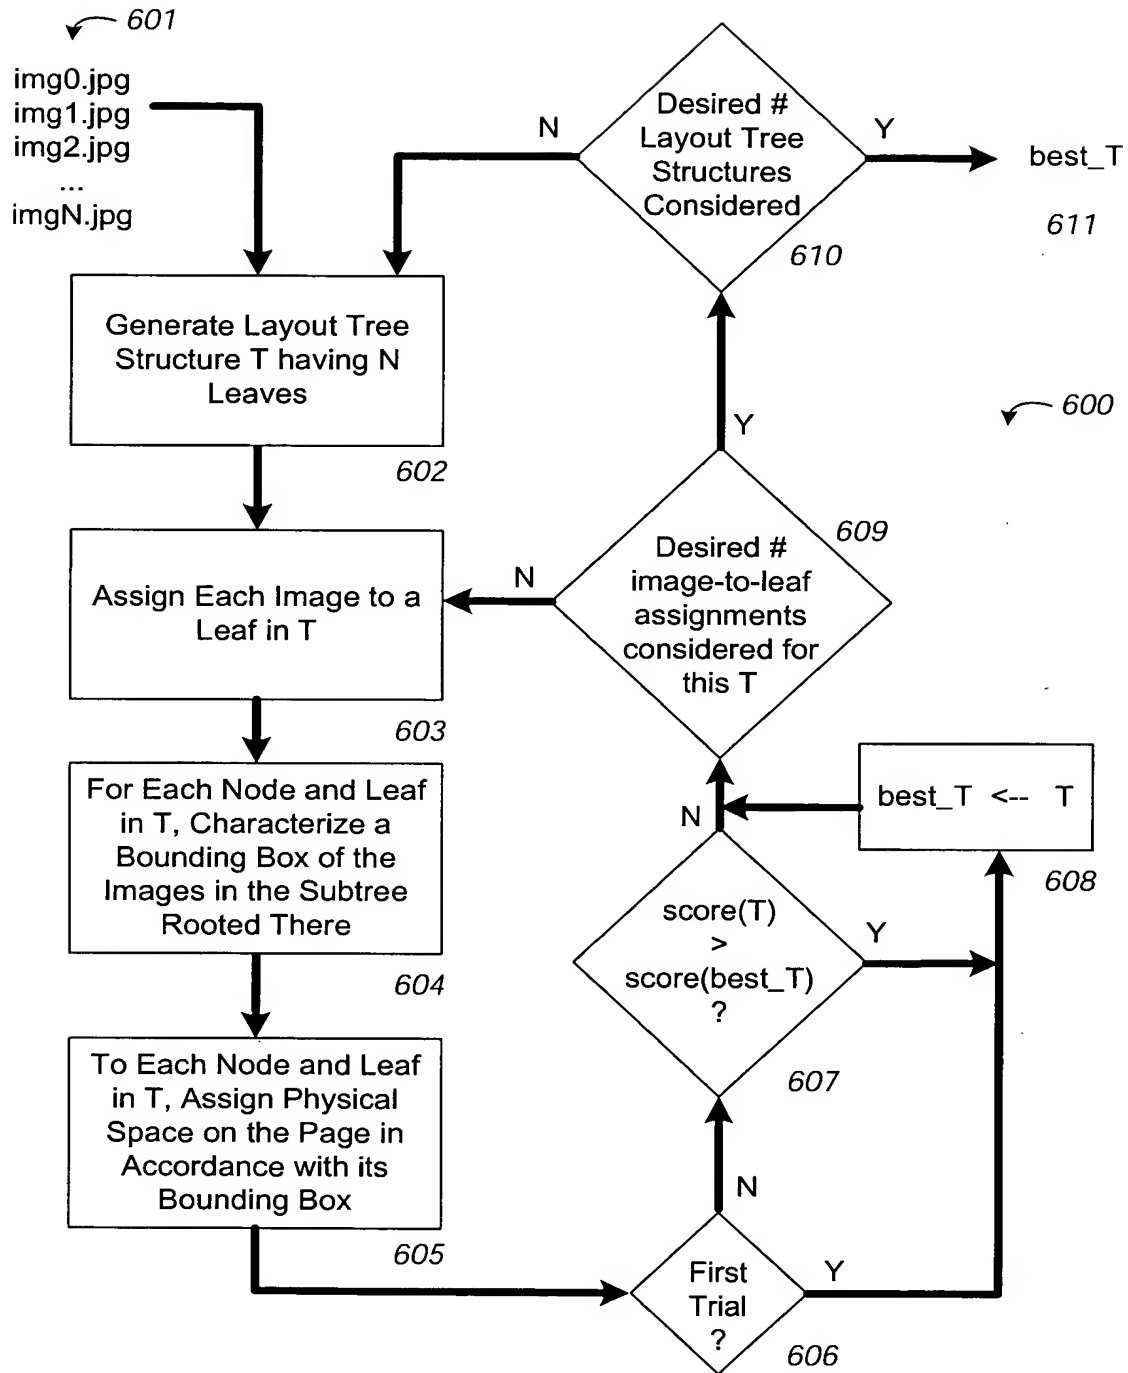 601
img0.jpg
img1.jpg
img2.jpg
...
imgN.jpg
N
Desired #
Layout Tree
Structures
Considered
Y
best_T
610
611
Generate Layout Tree
Structure T having N
Leaves
602
Y
600
Assign Each Image to a
Leaf in T
603
N
Desired #
image-to-leaf
assignments
considered for
this T
609
For Each Node and Leaf
in T, Characterize a
Bounding Box of the
Images in the Subtree
Rooted There
604
N
best_T <-- T
608
score(T)
>
score(best_T)
?
Y
607
To Each Node and Leaf
in T, Assign Physical
Space on the Page in
Accordance with its
Bounding Box
605
N
First
Trial
?
Y
606